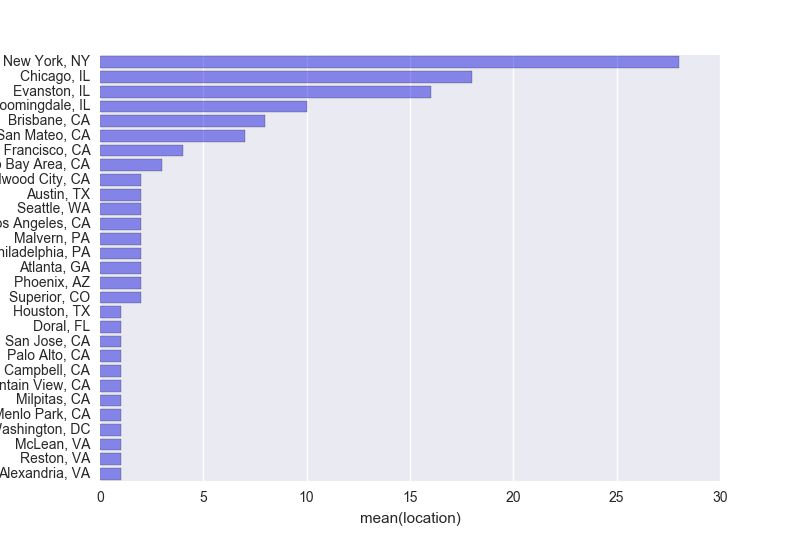 New York, NY
Chicago, IL
Evanston, IL
oomingdale, IL
Brisbane, CA
San Mateo, CA
Francisco, CA
Bay Area, CA
lwood City, CA
Austin, TX
Seattle, WA
os Angeles, CA
Malvern, PA
hiladelphia, PA
Atlanta, GA
Phoenix, AZ
Superior, CO
Houston, TX
Doral, FL
San Jose, CA
Palo Alto, CA
Campbell, CA
ntain View, CA
Milpitas, CA
Menlo Park, CA
Washington, DC
McLean, VA
Reston, VA
Alexandria, VA
0 5 10 15 20 25 30
mean(location)